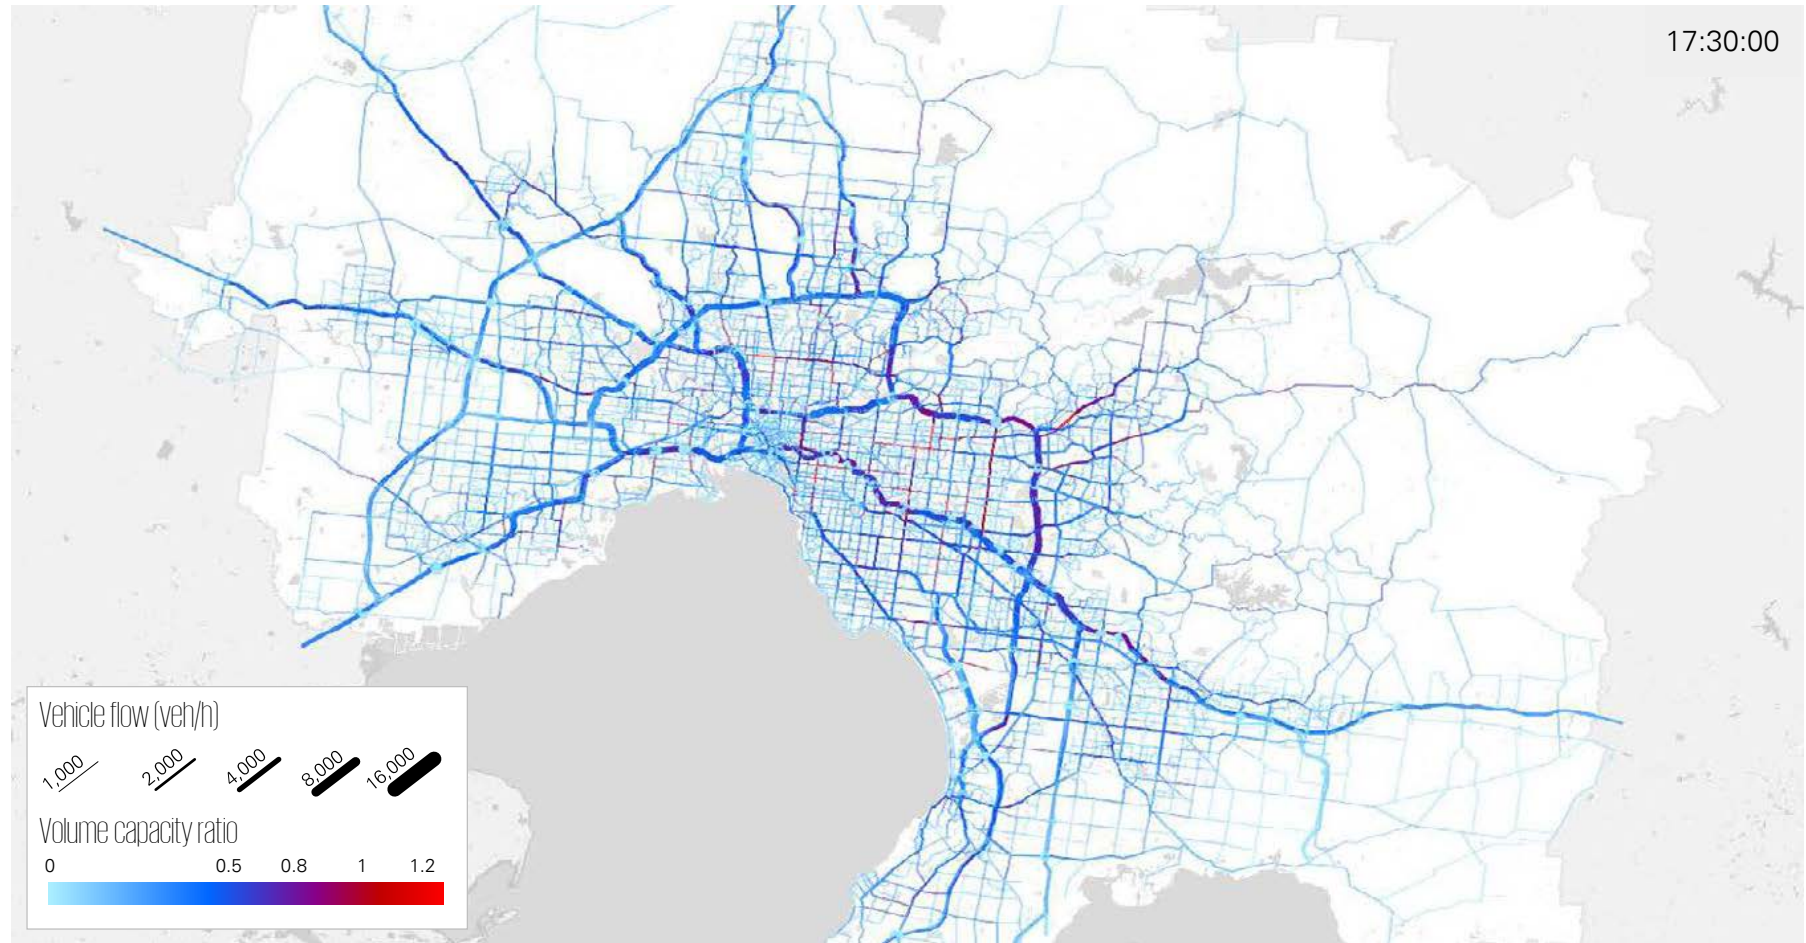 17:30:00
Vehicle flow (veh/h)
1,000 2,000 4,000 8,000 16,000
Volume capacity ratio
0 0.5 0.8 1 1.2